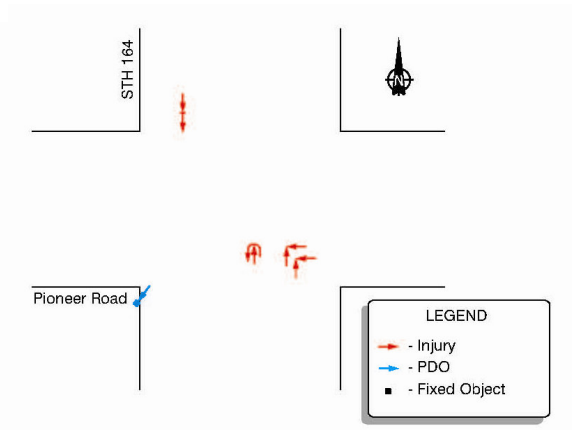 STH 164
N
Pioneer Road
LEGEND
- Injury
- PDO
- Fixed Object